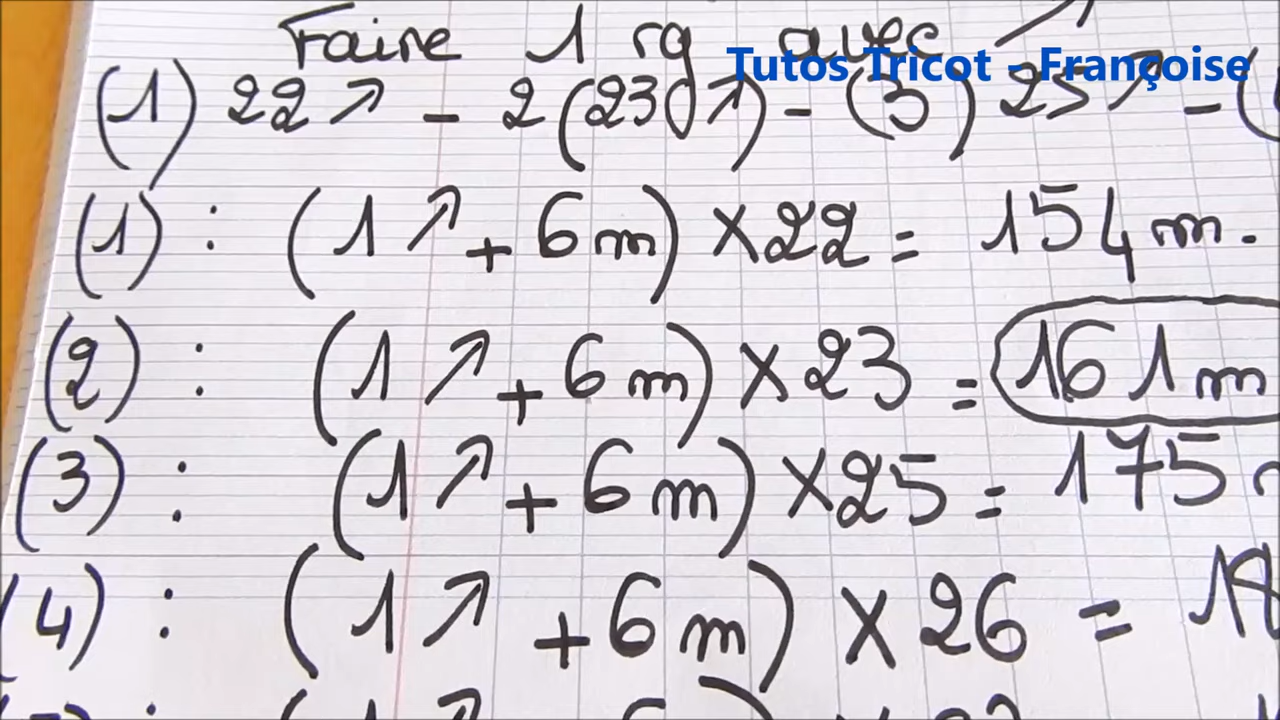 Faire 1 rg avec ↗
Tutos Tricot - Françoise
(1) 22↗ - 2(23↗) - (3) 25↗ - (
(1) : (1↗ + 6m) ×22 = 154 m.
(2) : (1↗ + 6m) ×23 = 161 m
(3) : (1↗ + 6m) ×25 = 175
(4) : (1↗ + 6m) × 26 = 18